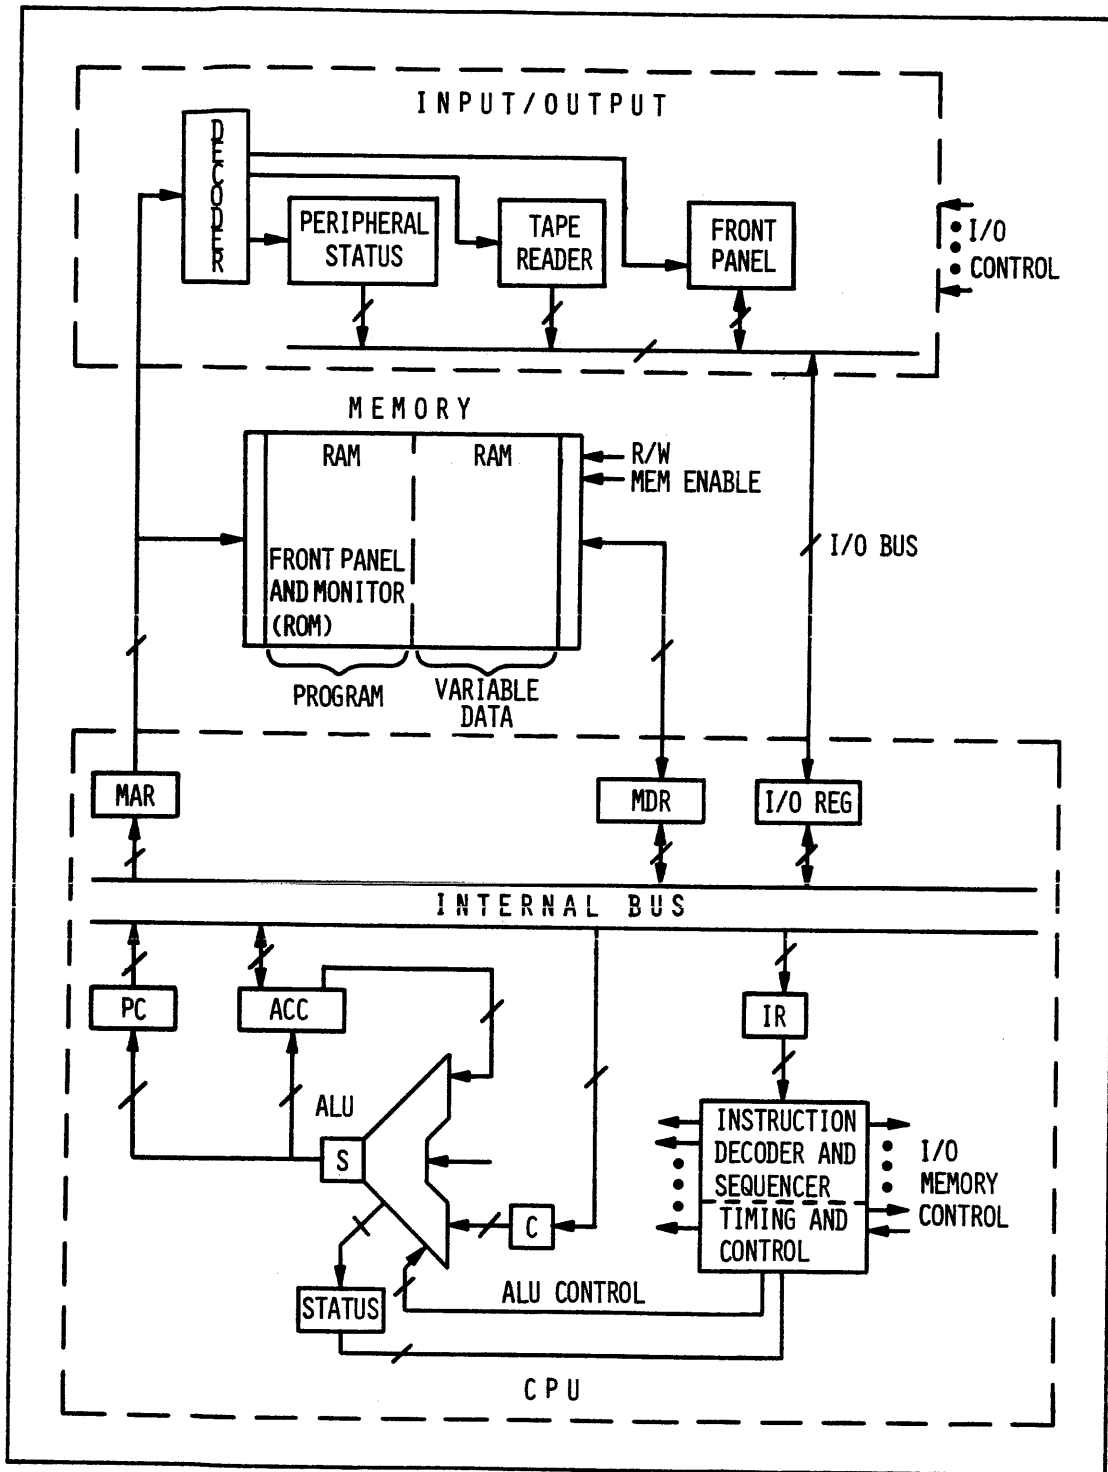 INPUT/OUTPUT
DECODER
PERIPHERAL
STATUS
TAPE
READER
FRONT
PANEL
I/O
CONTROL
MEMORY
RAM
RAM
R/W
MEM ENABLE
FRONT PANEL
AND MONITOR
(ROM)
I/O BUS
PROGRAM
VARIABLE
DATA
MAR
MDR
I/O REG
INTERNAL BUS
PC
ACC
IR
ALU
S
C
INSTRUCTION
DECODER AND
SEQUENCER
TIMING AND
CONTROL
I/O
MEMORY
CONTROL
STATUS
ALU CONTROL
CPU